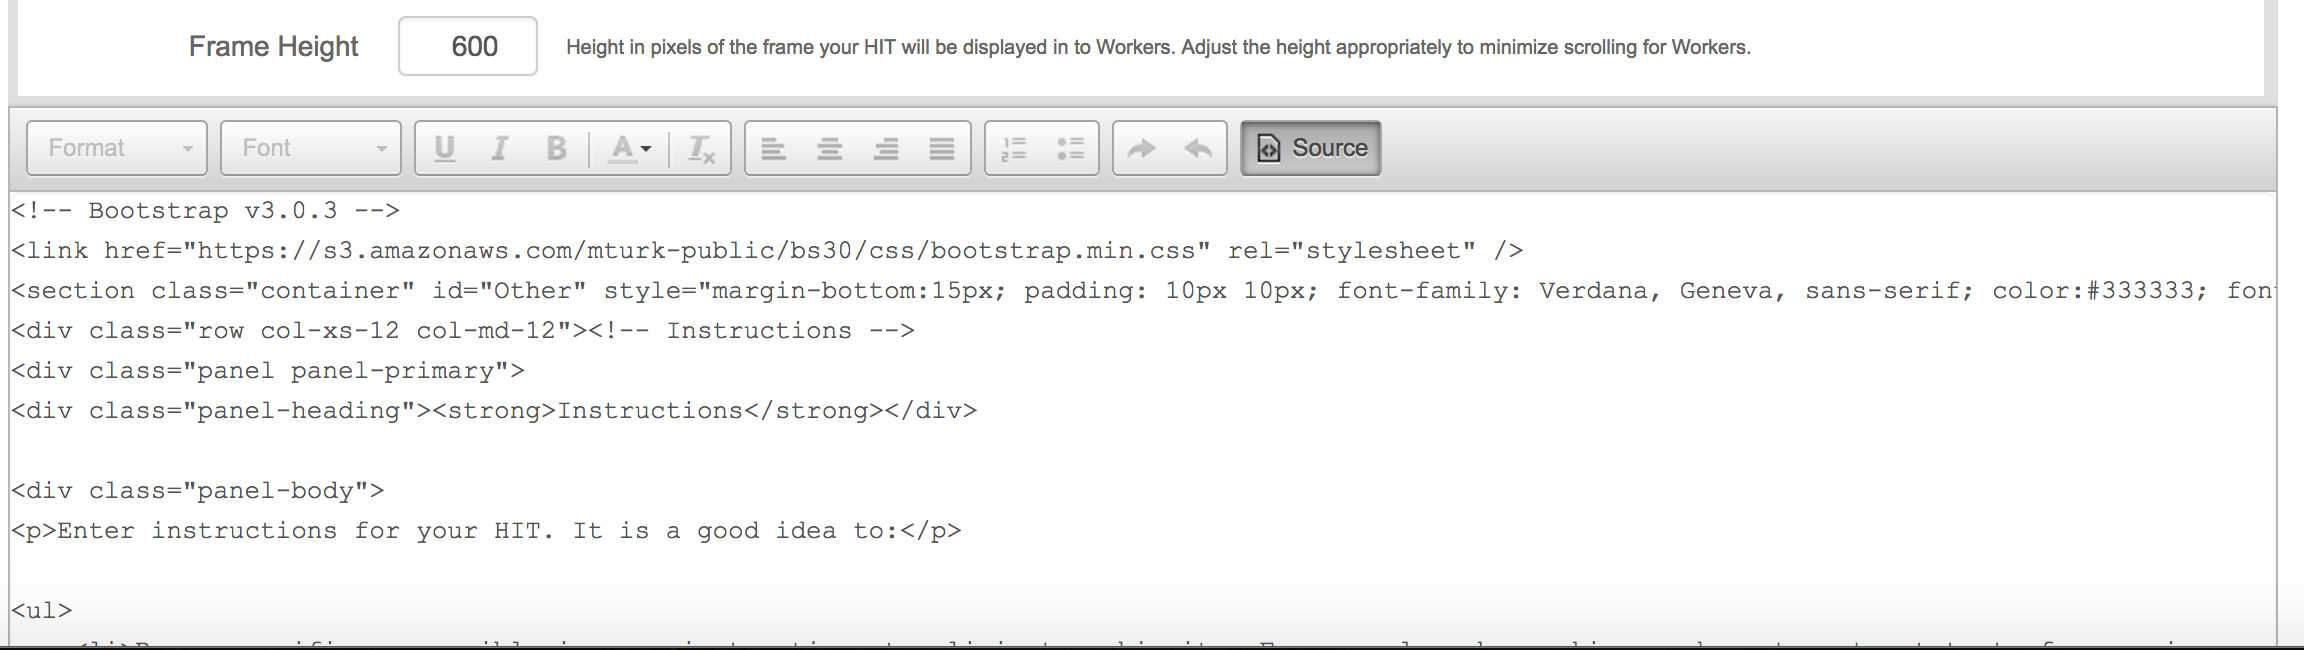 Frame Height 600 Height in pixels of the frame your HIT will be displayed in to Workers. Adjust the height appropriately to minimize scrolling for Workers.
Format Font U I B A Tx Source
<!-- Bootstrap v3.0.3 -->
<link href="https://s3.amazonaws.com/mturk-public/bs30/css/bootstrap.min.css" rel="stylesheet" />
<section class="container" id="Other" style="margin-bottom:15px; padding: 10px 10px; font-family: Verdana, Geneva, sans-serif; color:#333333; fon
<div class="row col-xs-12 col-md-12"><!-- Instructions -->
<div class="panel panel-primary">
<div class="panel-heading"><strong>Instructions</strong></div>
<div class="panel-body">
<p>Enter instructions for your HIT. It is a good idea to:</p>
<ul>